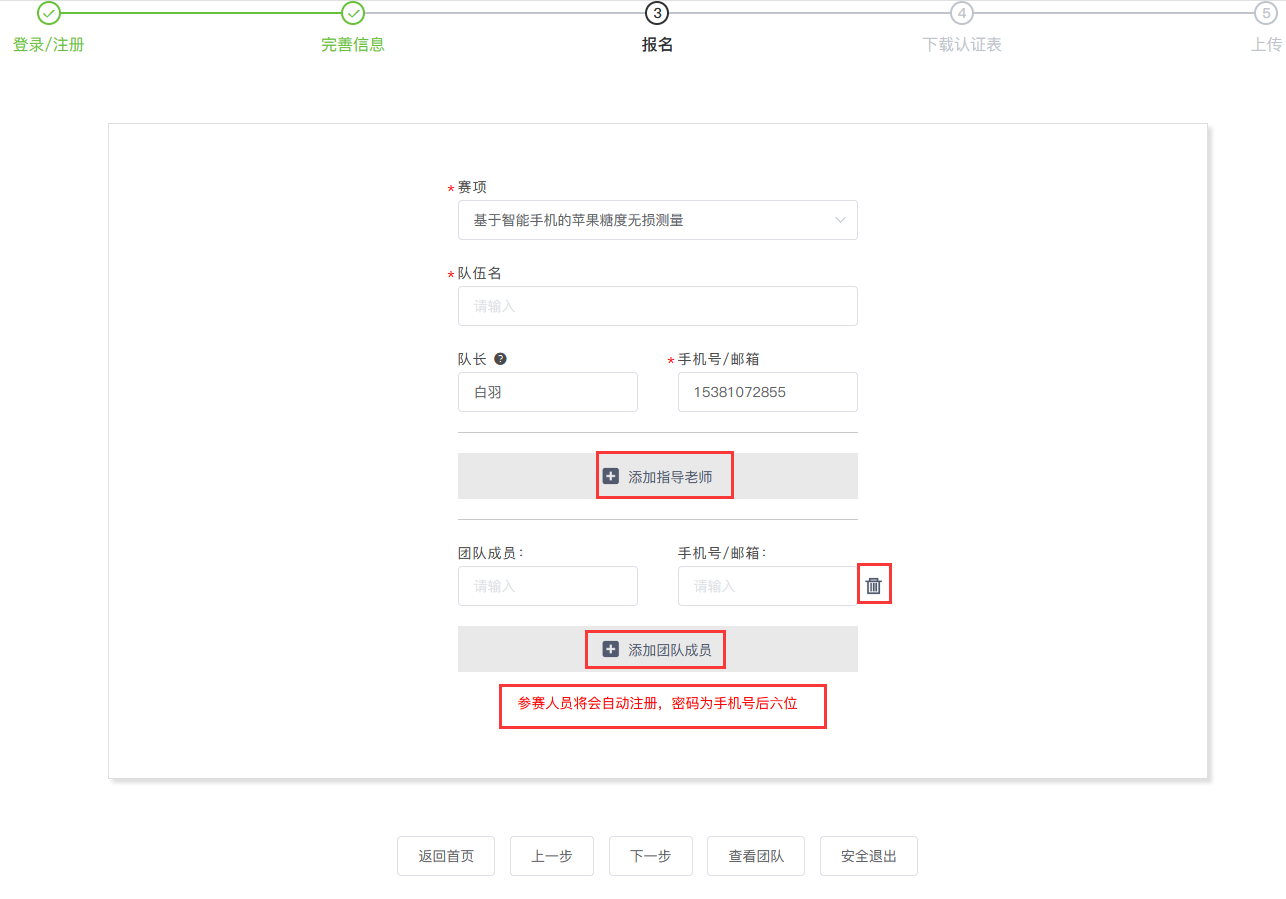 3 4 5
登录/注册 完善信息 报名 下载认证表 上传
*赛项
基于智能手机的苹果糖度无损测量
*队伍名
请输入
队长 ? *手机号/邮箱
白羽 15381072855
添加指导老师
团队成员: 手机号/邮箱:
请输入 请输入
添加团队成员
参赛人员将会自动注册，密码为手机号后六位
返回首页 上一步 下一步 查看团队 安全退出